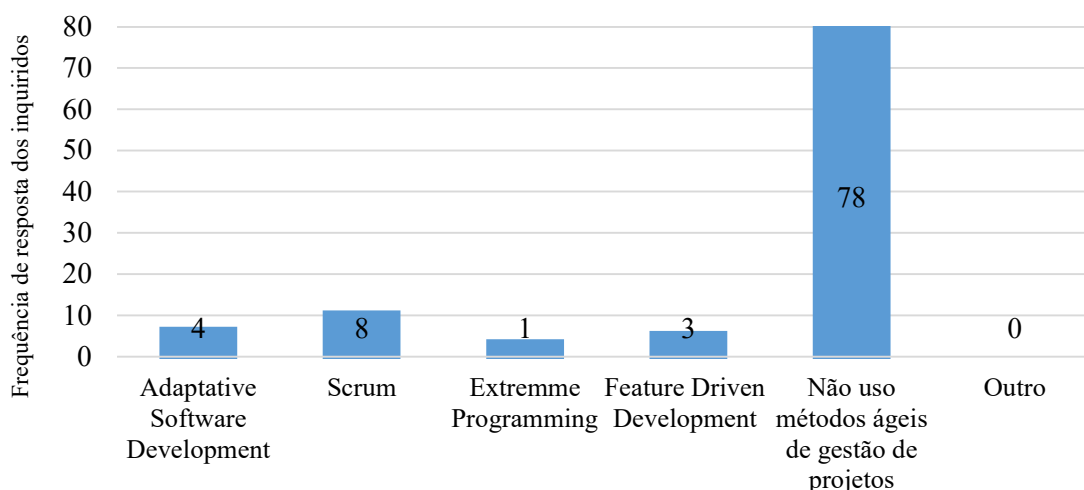 Frequência de resposta dos inquiridos
80
70
60
50
40
30
20
10
0
4
8
1
3
78
0
Adaptative
Software
Development
Scrum
Extremme
Programming
Feature Driven
Development
Não uso
métodos ágeis
de gestão de
projetos
Outro